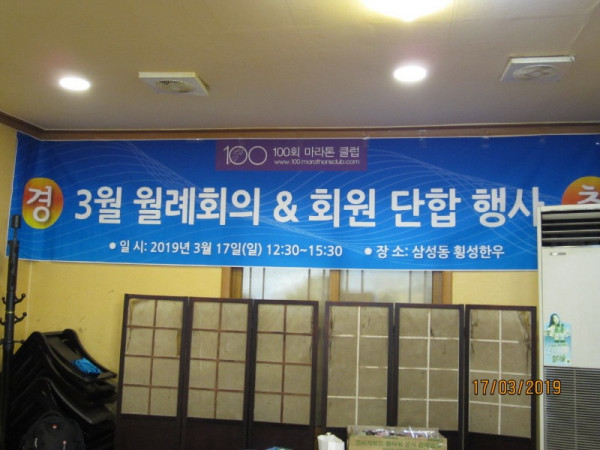 100 100회 마라톤 클럽
www.100marathonclub.com
경 3월 월례회의 & 회원 단합 행사 축
• 일 시: 2019년 3월 17일(일) 12:30~15:30 • 장 소: 삼성동 횡성한우
17/03/2019